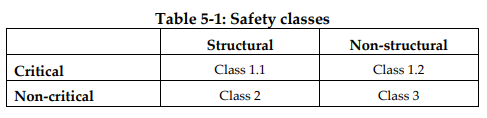 Table 5-1: Safety classes
Structural Non-structural
Critical Class 1.1 Class 1.2
Non-critical Class 2 Class 3